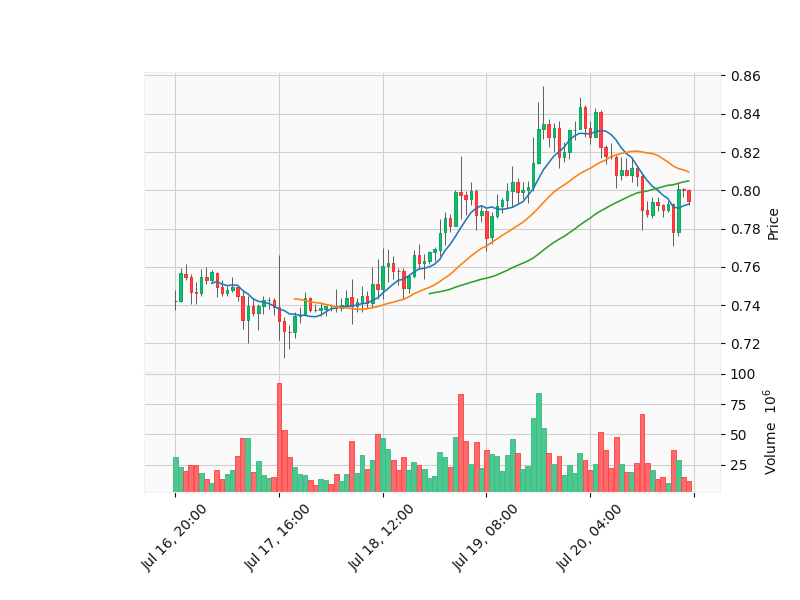 0.86
0.84
0.82
0.80
0.78
0.76
0.74
0.72
Price
100
75
50
25
Volume 10^6
Jul 16, 20:00
Jul 17, 16:00
Jul 18, 12:00
Jul 19, 08:00
Jul 20, 04:00